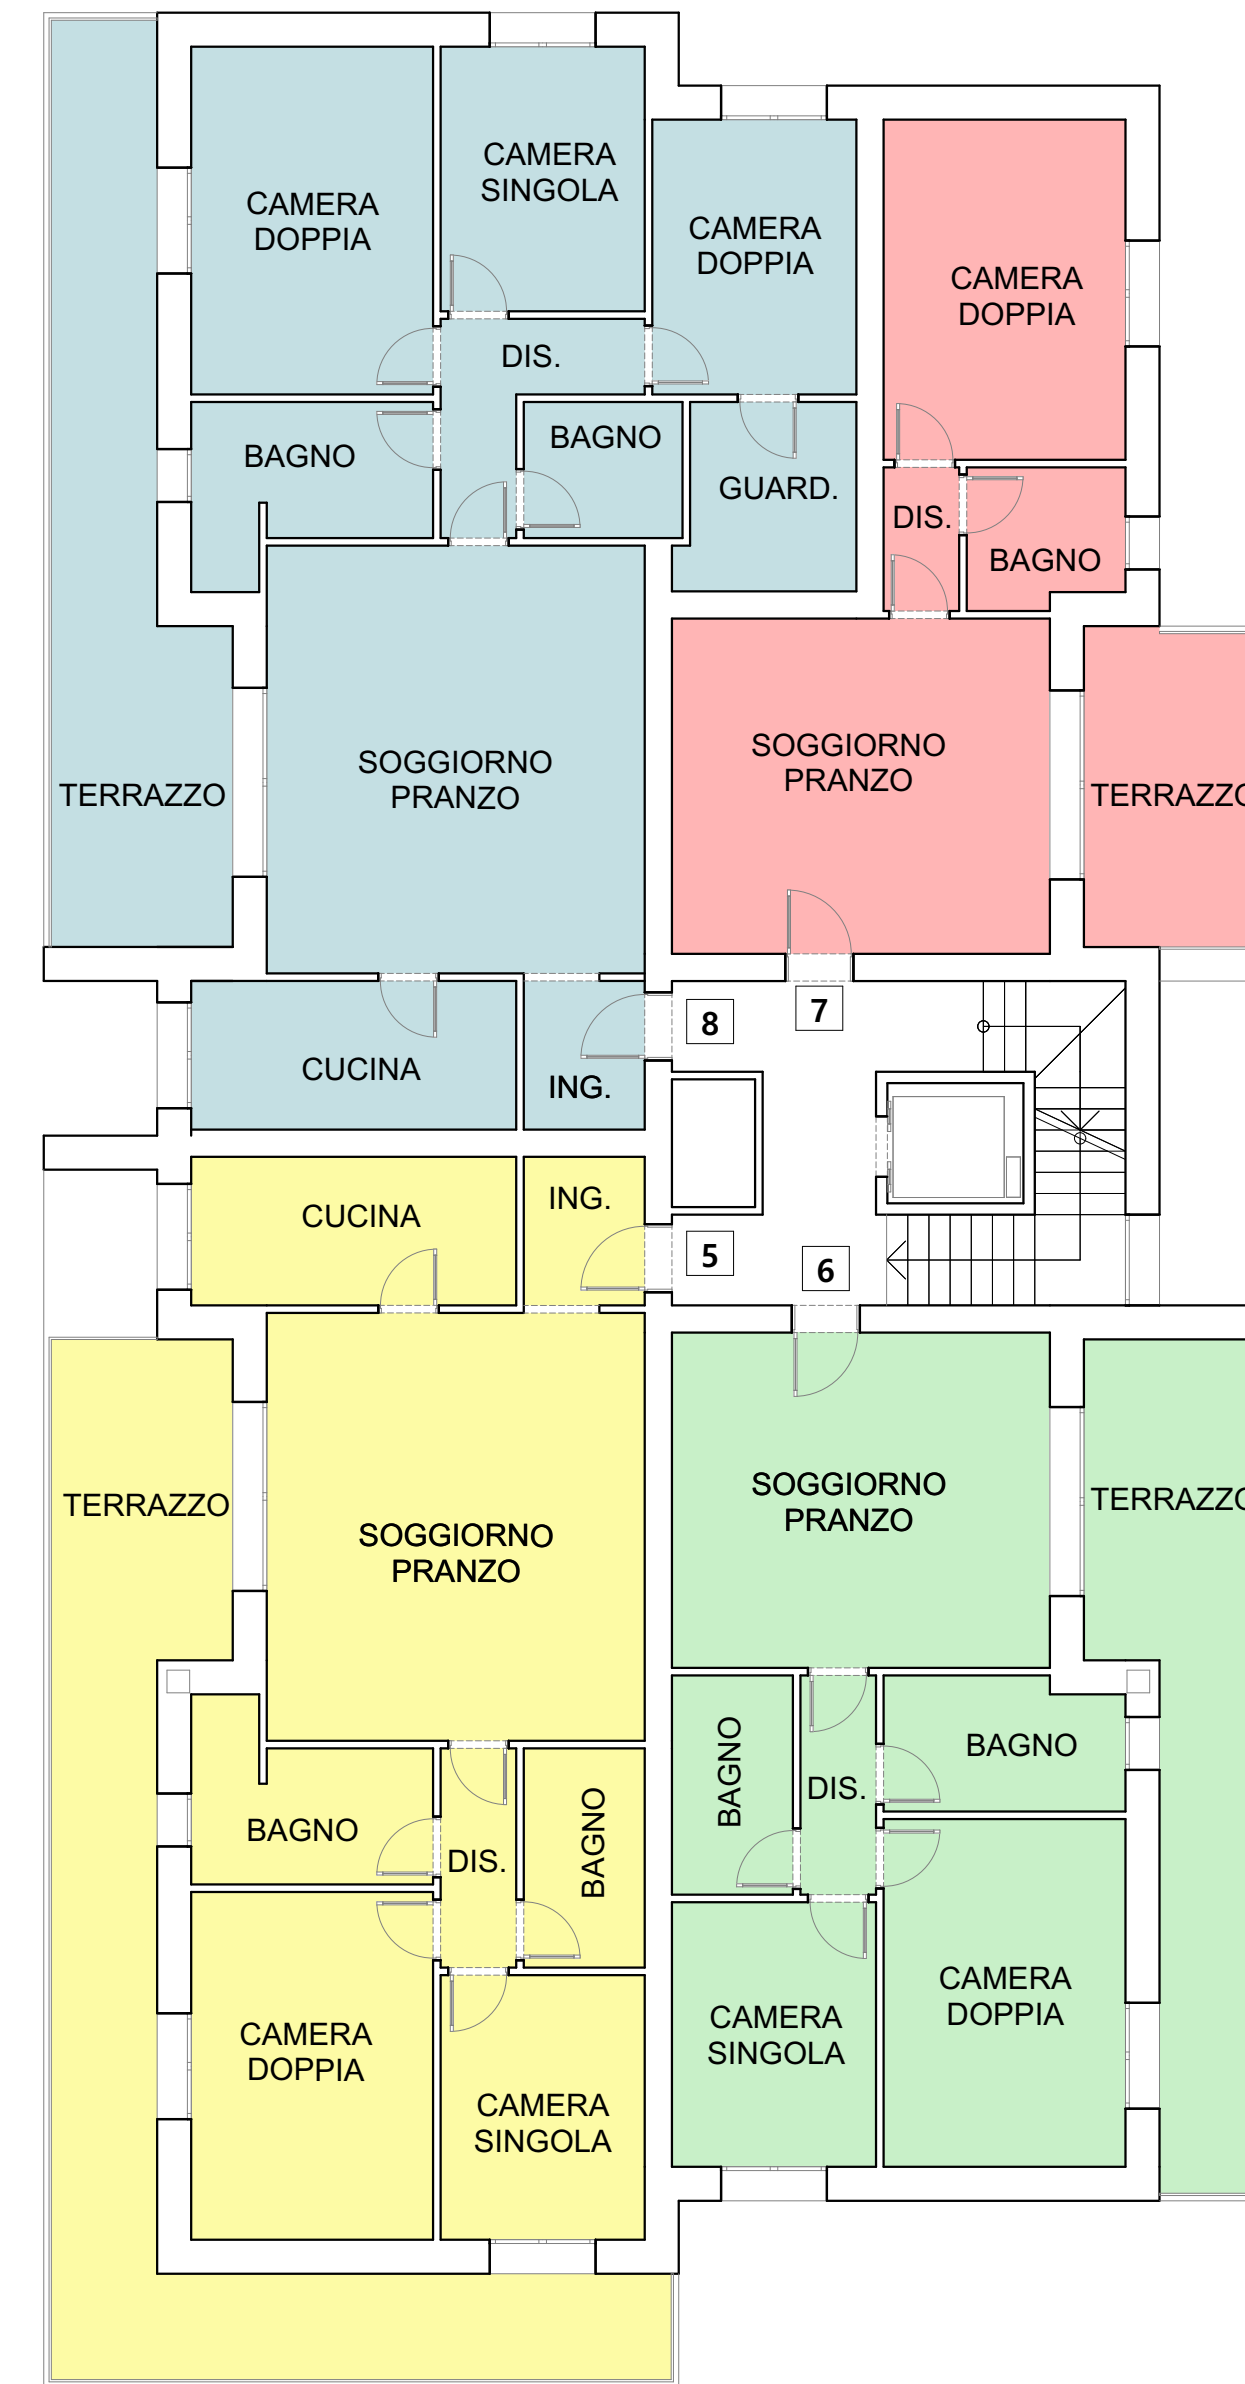 CAMERA
SINGOLA
CAMERA
DOPPIA
CAMERA
DOPPIA
CAMERA
DOPPIA
DIS.
BAGNO
BAGNO
GUARD.
DIS.
BAGNO
SOGGIORNO
PRANZO
SOGGIORNO
PRANZO
TERRAZZO
TERRAZZO
8
7
CUCINA
ING.
CUCINA
ING.
5
6
TERRAZZO
SOGGIORNO
PRANZO
SOGGIORNO
PRANZO
TERRAZZO
BAGNO
BAGNO
DIS.
BAGNO
DIS.
BAGNO
CAMERA
DOPPIA
CAMERA
SINGOLA
CAMERA
SINGOLA
CAMERA
DOPPIA